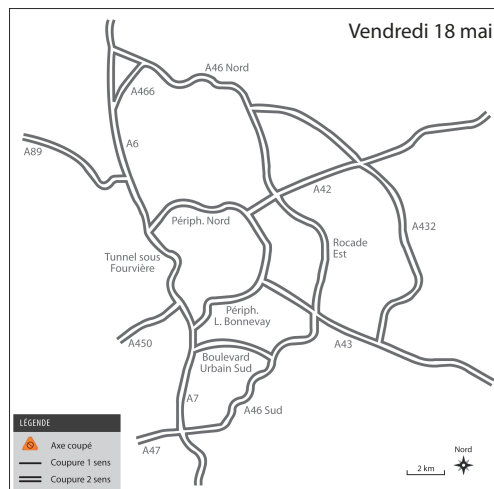 Vendredi 18 mai
A46 Nord
A466
A6
A89
A42
Périph. Nord
A432
Rocade
Est
Tunnel sous
Fourvière
Périph.
L. Bonnevay
A450
A43
Boulevard
Urbain Sud
A7
A46 Sud
A47
LÉGENDE
Axe coupé
Coupure 1 sens
Coupure 2 sens
Nord
2 km